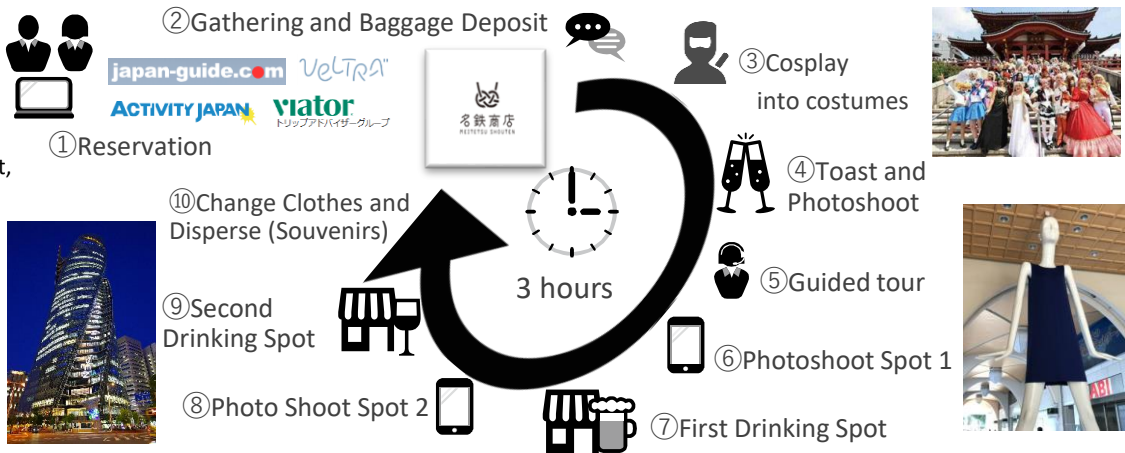 ②Gathering and Baggage Deposit
japan-guide.com
VELTRA
ACTIVITY JAPAN
viator.
トリップアドバイザーグループ
①Reservation
t,
名鉄商店
MEITETSU SHOUTEN
③Cosplay
into costumes
④Toast and
Photoshoot
⑤Guided tour
⑥Photoshoot Spot 1
⑦First Drinking Spot
⑧Photo Shoot Spot 2
⑨Second
Drinking Spot
⑩Change Clothes and
Disperse (Souvenirs)
3 hours
ABI